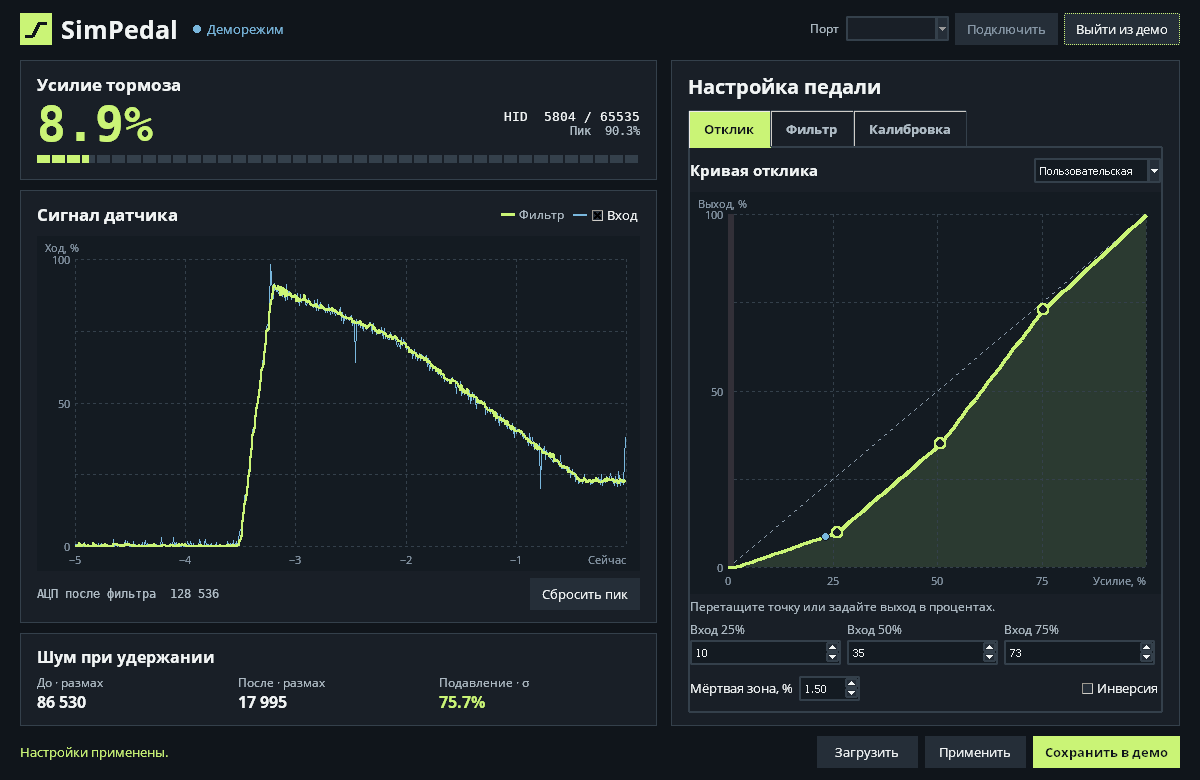 SimPedal
Деморежим
Порт
Подключить
Выйти из демо
Усилие тормоза
8.9%
HID 5804 / 65535
Пик 90.3%
Сигнал датчика
Фильтр
Вход
Ход, %
100
50
0
−5
−4
−3
−2
−1
Сейчас
АЦП после фильтра 128 536
Сбросить пик
Шум при удержании
До · размах
После · размах
Подавление · σ
86 530
17 995
75.7%
Настройка педали
Отклик
Фильтр
Калибровка
Кривая отклика
Пользовательская
Выход, %
100
50
0
0
25
50
75
Усилие, %
Перетащите точку или задайте выход в процентах.
Вход 25%
Вход 50%
Вход 75%
10
35
73
Мёртвая зона, %
1.50
Инверсия
Настройки применены.
Загрузить
Применить
Сохранить в демо